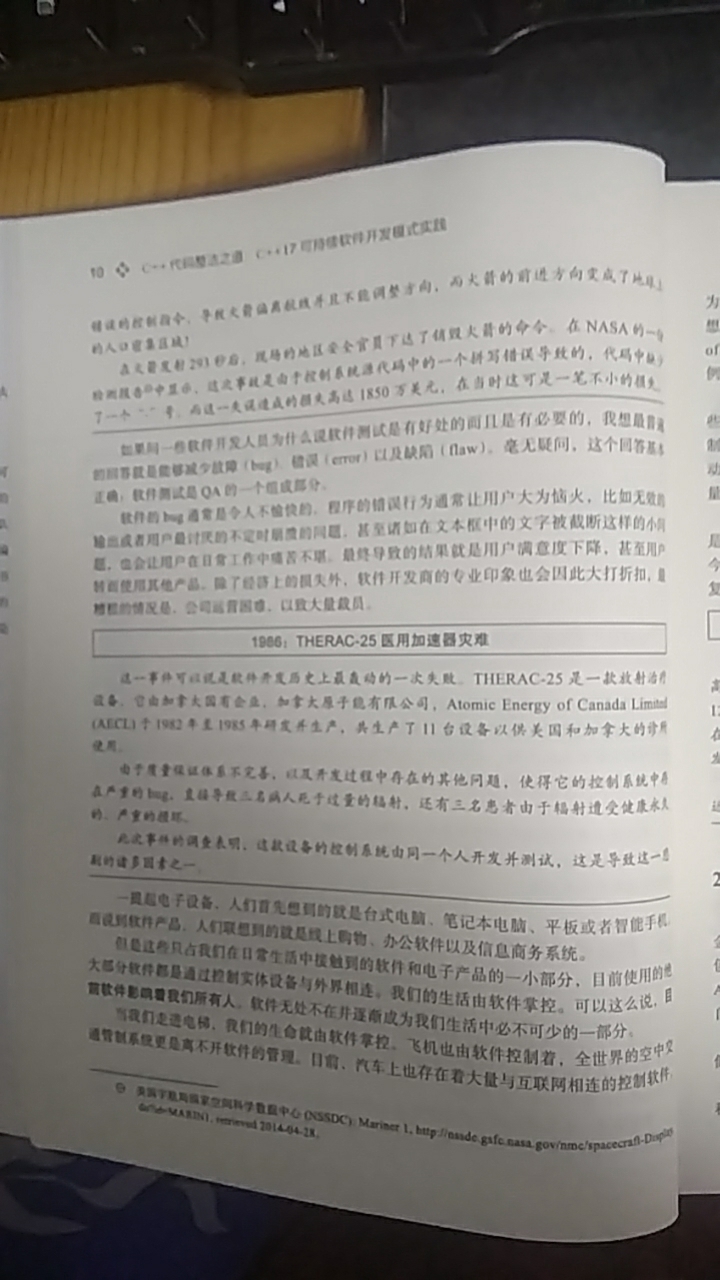 10 ❖ C++代码整洁之道 C++17可持续软件开发模式实践
错误的控制指令,导致火箭偏离航线并且不能调整方向,而火箭的前进方向变成了地球上
的人口密集区域!
在火箭发射293秒后,现场的地区安全官员下达了销毁火箭的命令。在NASA的一份
检测报告㊀中显示,这次事故是由于控制系统源代码中的一个拼写错误导致的,代码中缺少
了一个“-”号,而这一失误造成的损失高达1850万美元,在当时这可是一笔不小的损失。
如果问一些软件开发人员为什么说软件测试是有好处的而且是有必要的,我想最普遍
的回答就是能够减少故障(bug)、错误(error)以及缺陷(flaw)。毫无疑问,这个回答基本
正确:软件测试是QA的一个组成部分。
软件的bug通常是令人不愉快的。程序的错误行为通常让用户大为恼火,比如无效的
输出或者用户最讨厌的不定时崩溃的问题。甚至诸如在文本框中的文字被截断这样的小问
题,也会让用户在日常工作中痛苦不堪。最终导致的结果就是用户满意度下降,甚至用户
转而使用其他产品。除了经济上的损失外,软件开发商的专业印象也会因此大打折扣,最
糟糕的情况是,公司运营困难,以致大量裁员。
1986:THERAC-25医用加速器灾难
这一事件可以说是软件开发历史上最轰动的一次失败。THERAC-25是一款放射治疗
设备,它由加拿大国有企业,加拿大原子能有限公司,Atomic Energy of Canada Limited
(AECL)于1982年至1985年研发并生产,共生产了11台设备以供美国和加拿大的诊所
使用。
由于质量保证体系不完善,以及开发过程中存在的其他问题,使得它的控制系统中存
在严重的bug,直接导致三名病人死于过量的辐射,还有三名患者由于辐射遭受健康永久
的、严重的损坏。
此次事件的调查表明,这款设备的控制系统由同一个人开发并测试,这是导致这一悲
剧的诸多因素之一。
一提起电子设备,人们首先想到的就是台式电脑、笔记本电脑、平板或者智能手机。
而说到软件产品,人们联想到的就是线上购物、办公软件以及信息商务系统。
但是这些只占我们在日常生活中接触到的软件和电子产品的一小部分,目前使用的绝
大部分软件都是通过控制实体设备与外界相连。我们的生活由软件掌控。可以这么说,目
前软件影响着我们所有人。软件无处不在并逐渐成为我们生活中必不可少的一部分。
当我们走进电梯,我们的生命就由软件掌控。飞机也由软件控制着,全世界的空中交
通管制系统更是离不开软件的管理。目前,汽车上也存在着大量与互联网相连的控制软件
㊀ 美国宇航局国家空间科学数据中心(NSSDC): Mariner 1, http://nssdc.gsfc.nasa.gov/nmc/spacecraft-Display.
do?id=MARIN1, retrieved 2014-04-28.